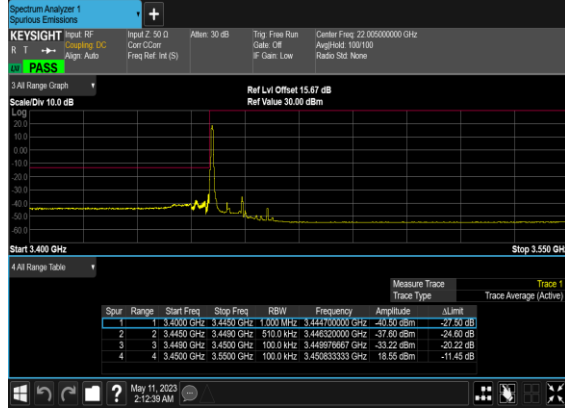 Spectrum Analyzer 1
Spurious Emissions
+
KEYSIGHT Input: RF Input Z: 50 Ω Atten: 30 dB Trig: Free Run Center Freq: 22.005000000 GHz
R T Coupling: DC Corr CCorr Gate: Off Avg|Hold: 100/100
Align: Auto Freq Ref: Int (S) IF Gain: Low Radio Std: None
PASS
3 All Range Graph
Ref Lvl Offset 15.67 dB
Scale/Div 10.0 dB Ref Value 30.00 dBm
Log
20.0
10.0
0.00
-10.0
-20.0
-30.0
-40.0
-50.0
-60.0
Start 3.400 GHz Stop 3.550 GH
4 All Range Table
Measure Trace Trace 1
Trace Type Trace Average (Active)
Spur Range Start Freq Stop Freq RBW Frequency Amplitude ΔLimit
1 1 3.4000 GHz 3.4450 GHz 1.000 MHz 3.444700000 GHz -40.50 dBm -27.50 dB
2 2 3.4450 GHz 3.4490 GHz 510.0 kHz 3.446320000 GHz -37.60 dBm -24.60 dB
3 3 3.4490 GHz 3.4500 GHz 100.0 kHz 3.449976667 GHz -33.22 dBm -20.22 dB
4 4 3.4500 GHz 3.5500 GHz 100.0 kHz 3.450833333 GHz 18.55 dBm -11.45 dB
? May 11, 2023
2:12:39 AM